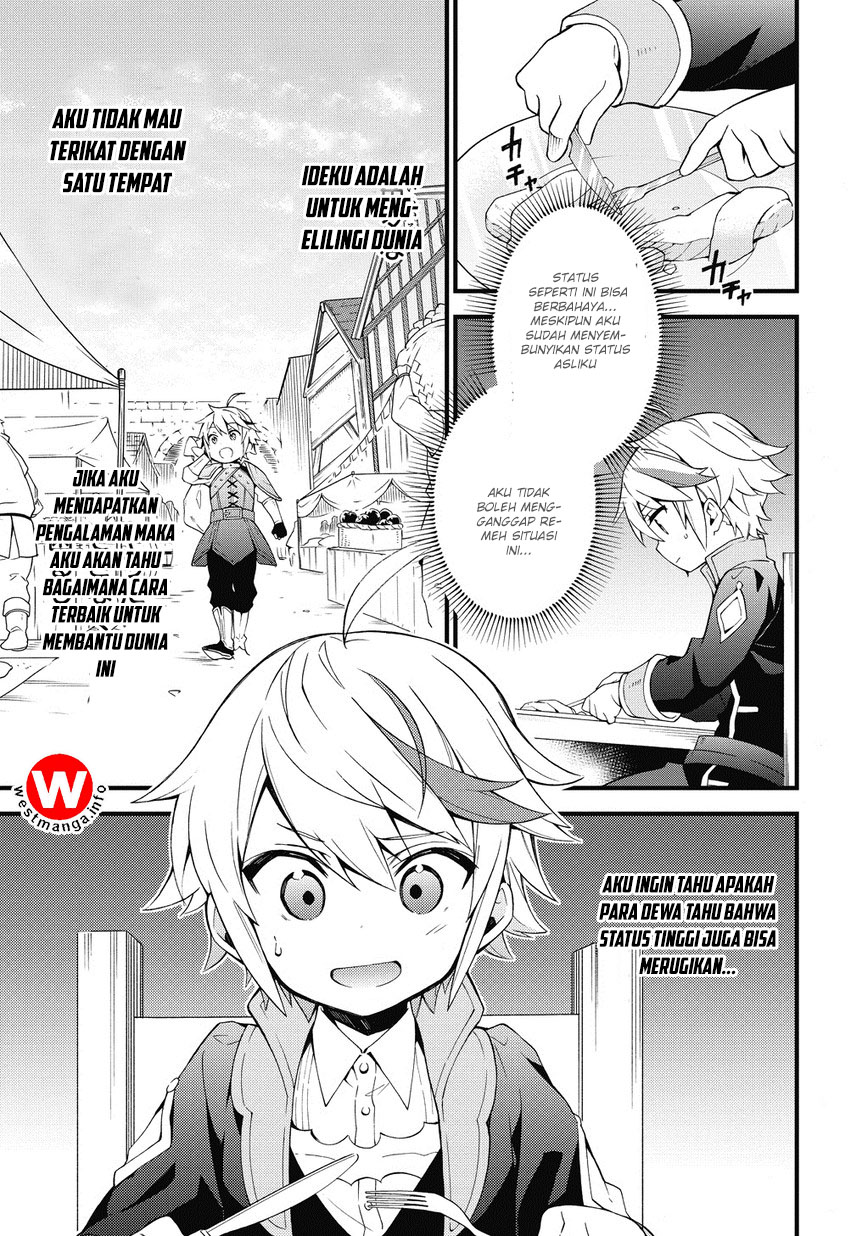 カチャ
カチャ
STATUS
SEPERTI INI BISA
BERBAHAYA...
MESKIPUN AKU
SUDAH MENYEM-
BUNYIKAN STATUS
ASLIKU
AKU TIDAK
BOLEH MENG-
ANGGAP RE-
MEH SITUASI
INI...
IDEKU ADALAH
UNTUK MENG-
ELILINGI DUNIA
AKU TIDAK MAU
TERIKAT DENGAN
SATU TEMPAT
JIKA AKU
MENDAPATKAN
PENGALAMAN MAKA
AKU AKAN TAHU
BAGAIMANA CARA
TERBAIK UNTUK
MEMBANTU DUNIA
INI
W
westmanga.info
AKU INGIN TAHU APAKAH
PARA DEWA TAHU BAHWA
STATUS TINGGI JUGA BISA
MERUGIKAN...